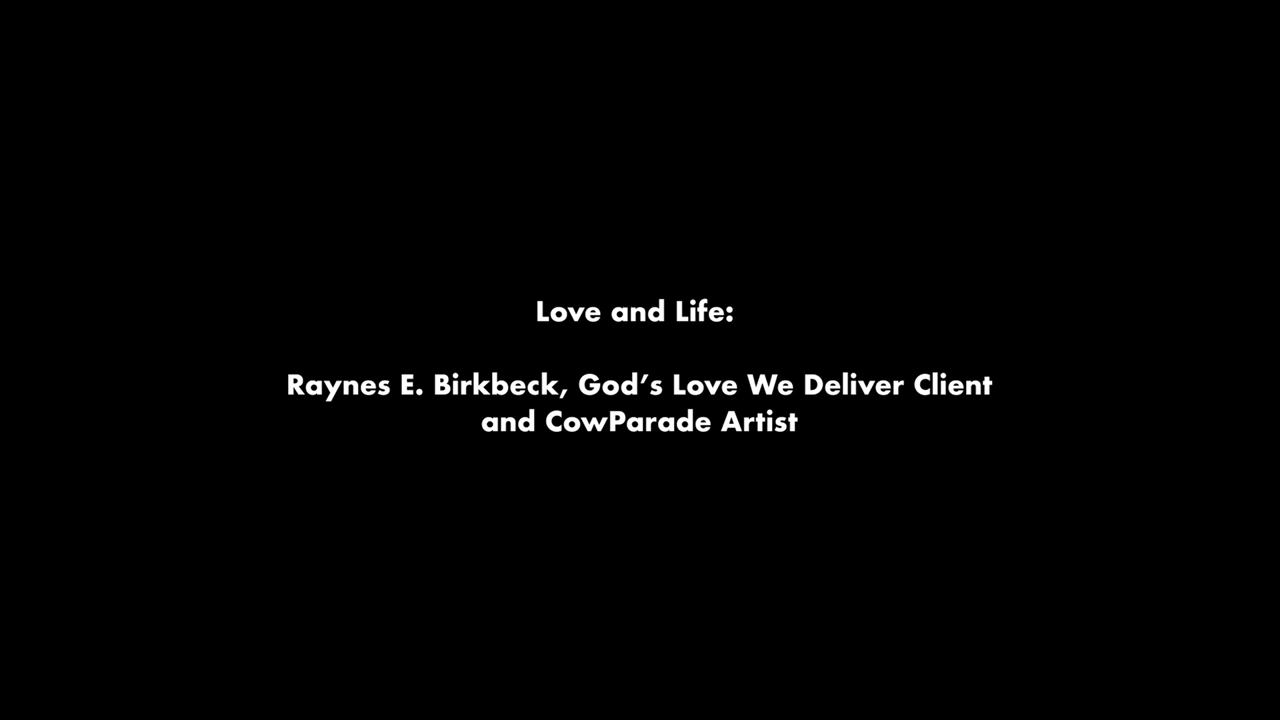 Love and Life:
Raynes E. Birkbeck, God’s Love We Deliver Client
and CowParade Artist